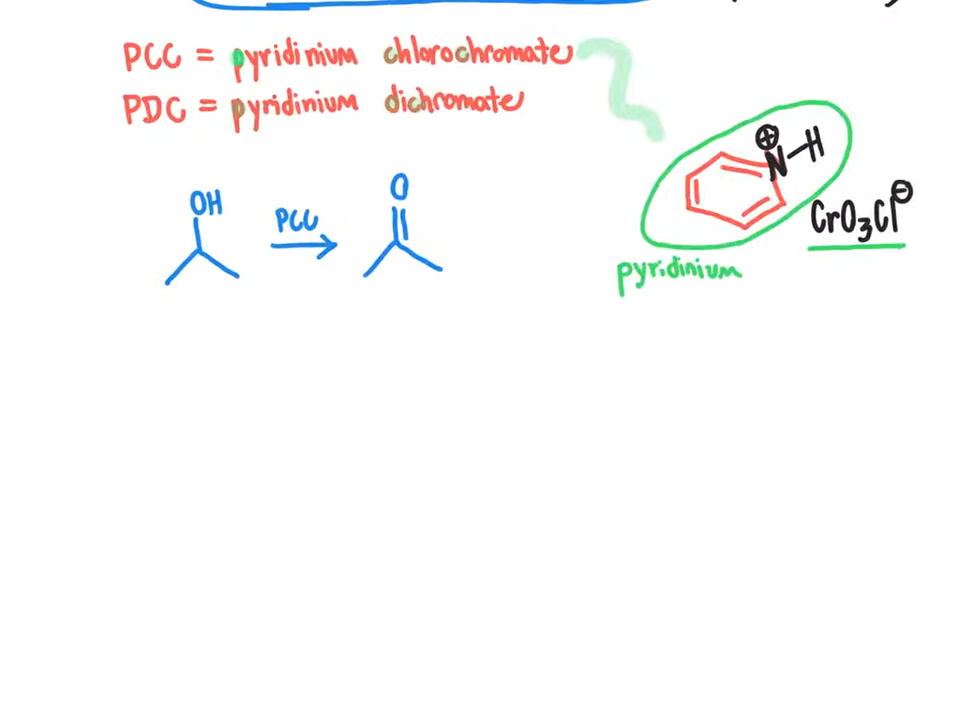 PCC = pyridinium chlorochromate
PDC = pyridinium dichromate
⊕
N-H
CrO₃Cl⊖
pyridinium
OH
PCC
O